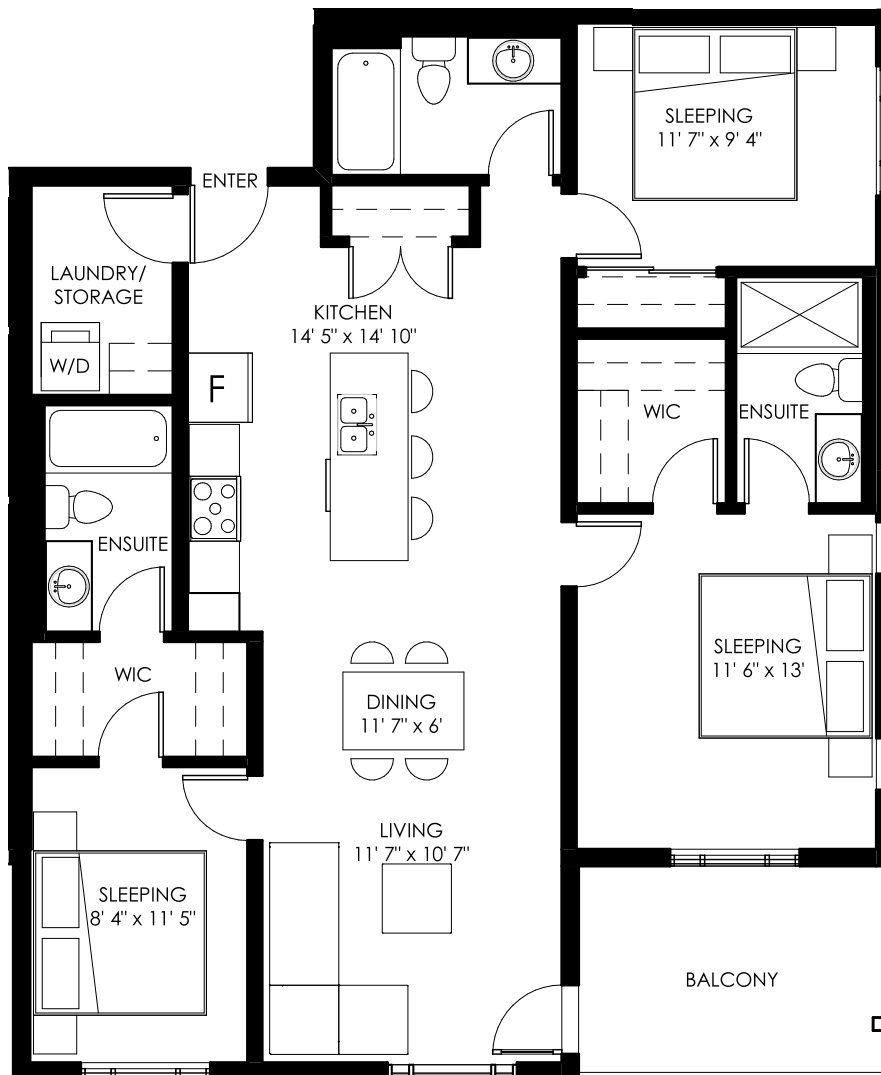 ENTER
SLEEPING
11' 7" x 9' 4"
LAUNDRY/
STORAGE
W/D
KITCHEN
14' 5" x 14' 10"
F
WIC
ENSUITE
ENSUITE
WIC
SLEEPING
11' 6" x 13'
DINING
11' 7" x 6'
LIVING
11' 7" x 10' 7"
SLEEPING
8' 4" x 11' 5"
BALCONY